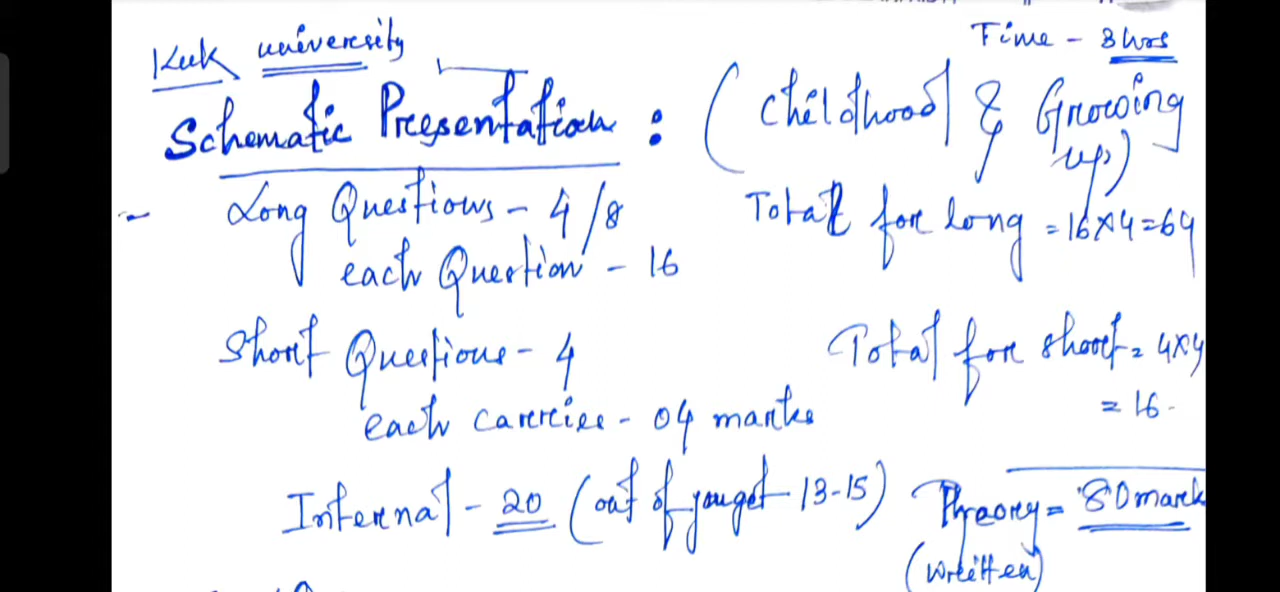 Kuk university
Time - 3 hrs
Schematic Presentation : (Childhood & Growing up)
- Long Questions - 4/8
Total for long = 16×4=64
each Question - 16
Short Questions - 4
Total for short = 4×4
= 16
each carries - 04 marks
Internal - 20 (out of you get - 13-15)
Theory = 80 marks
(Written)